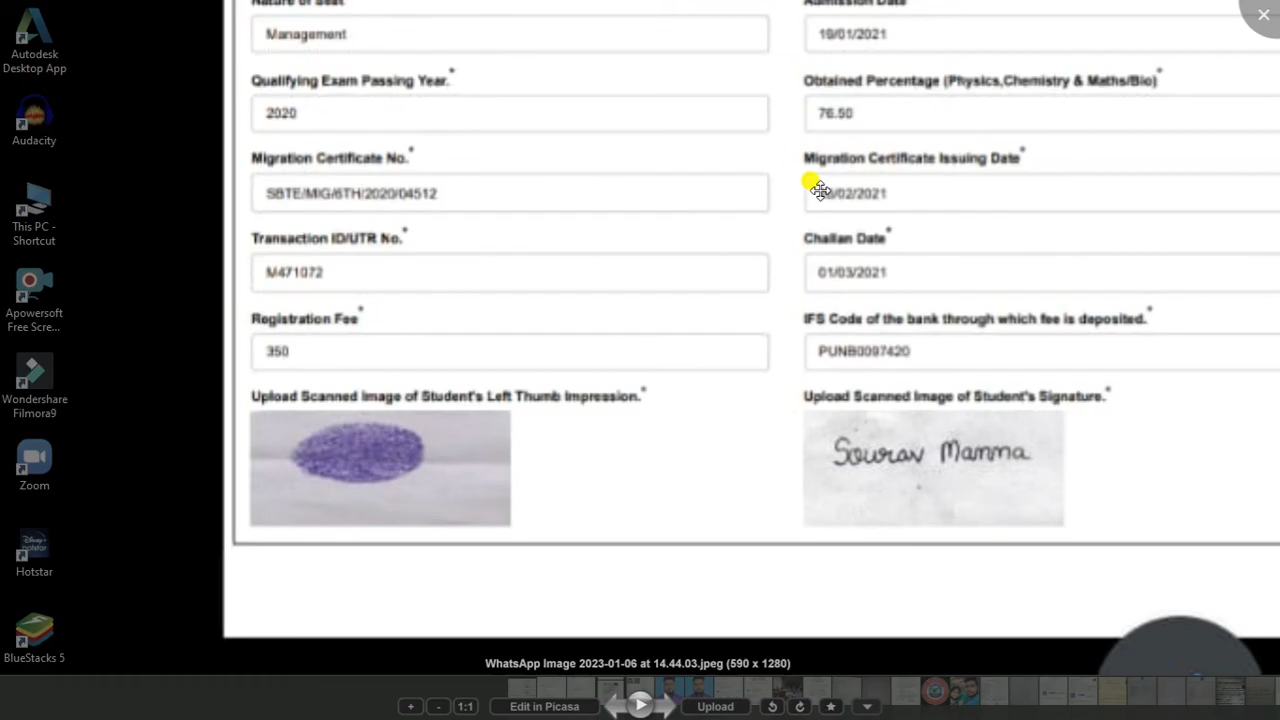 Autodesk
Desktop App
Audacity
This PC -
Shortcut
Apowersoft
Free Scre...
Wondershare
Filmora9
Zoom
Hotstar
BlueStacks 5
Nature of Seat
Admission Date
Management
19/01/2021
Qualifying Exam Passing Year.*
Obtained Percentage (Physics,Chemistry & Maths/Bio)*
2020
76.50
Migration Certificate No.*
Migration Certificate Issuing Date*
SBTE/MIG/6TH/2020/04512
/02/2021
Transaction ID/UTR No.*
Challan Date*
M471072
01/03/2021
Registration Fee*
IFS Code of the bank through which fee is deposited.*
350
PUNB0097420
Upload Scanned Image of Student's Left Thumb Impression.*
Upload Scanned Image of Student's Signature.*
Sourav Manna
WhatsApp Image 2023-01-06 at 14.44.03.jpeg (590 x 1280)
+ - 1:1 Edit in Picasa Upload